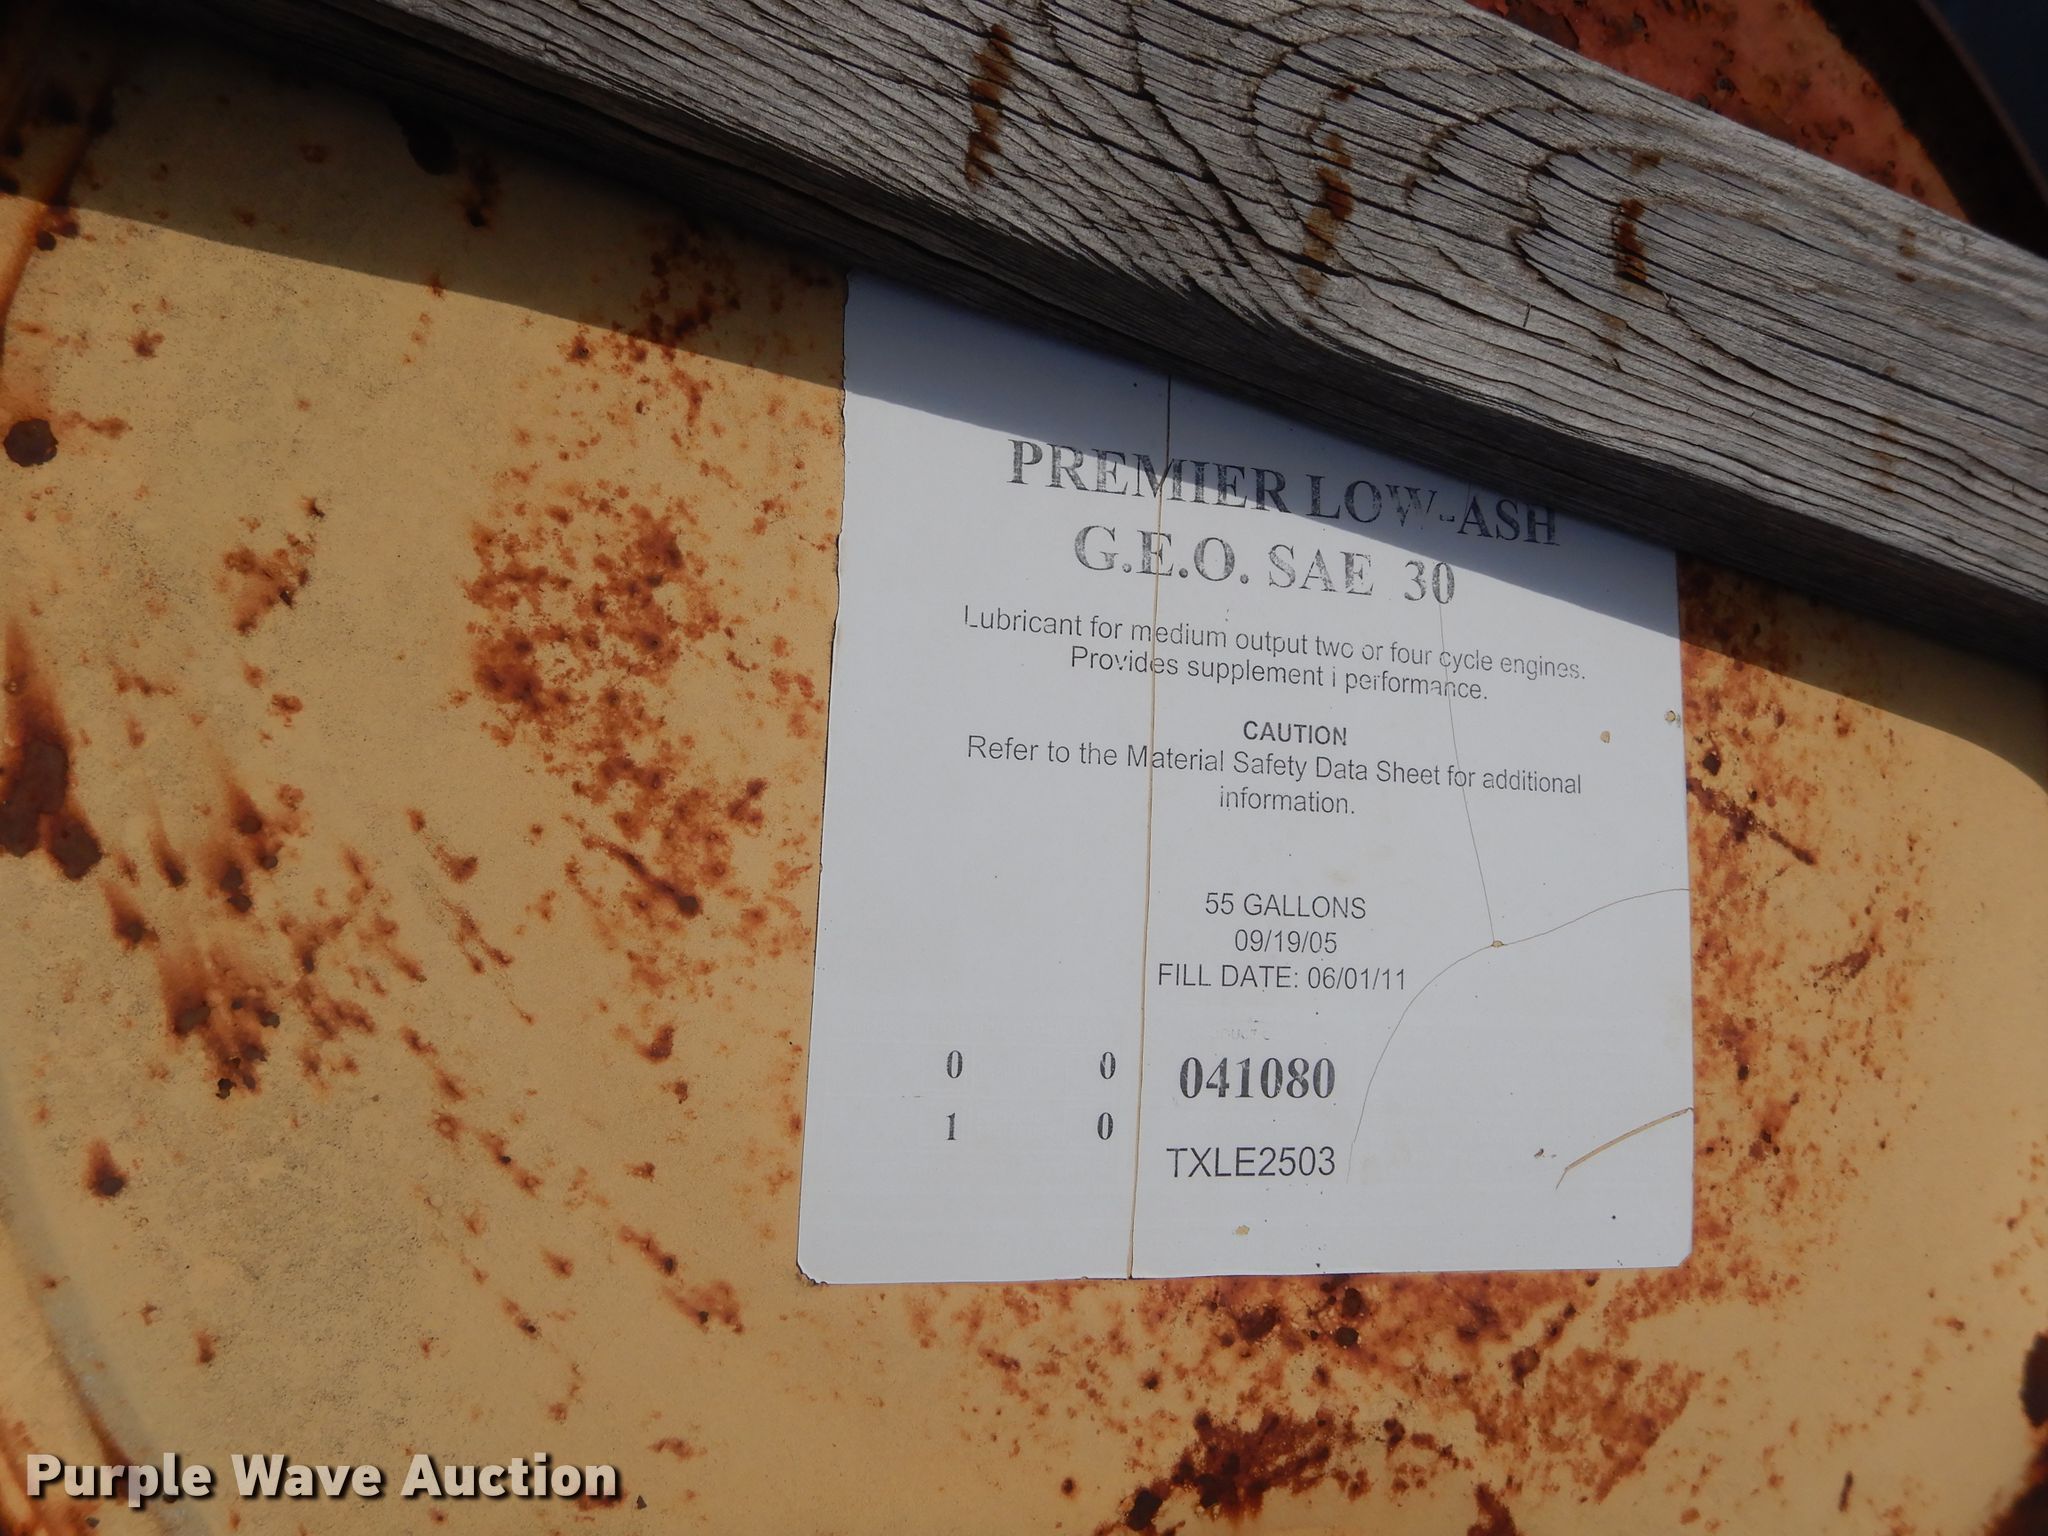 PREMIER LOW-ASH
G.E.O. SAE 30
Lubricant for medium output two or four cycle engines.
Provides supplement i performance.
CAUTION
Refer to the Material Safety Data Sheet for additional
information.
55 GALLONS
09/19/05
FILL DATE: 06/01/11
0 0 041080
1 0
TXLE2503
Purple Wave Auction